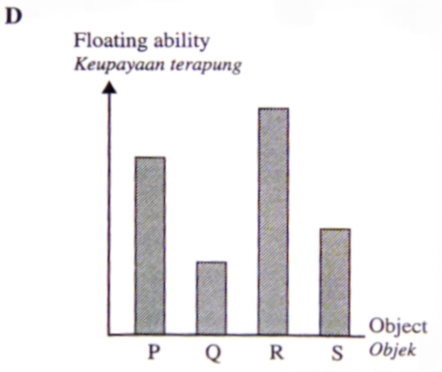 D
Floating ability
Keupayaan terapung
P Q R S
Object
Objek